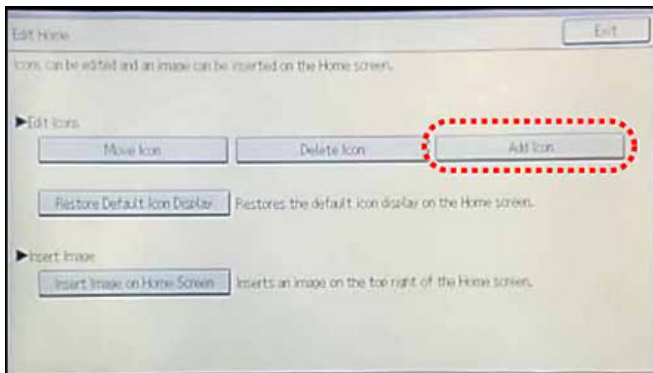 Edit Home
Exit
Icons can be edited and an image can be inserted on the Home screen.
▶Edit Icons
Move Icon
Delete Icon
Add Icon
Restore Default Icon Display
Restores the default icon display on the Home screen.
▶Insert Image
Insert Image on Home Screen
Inserts an image on the top right of the Home screen.